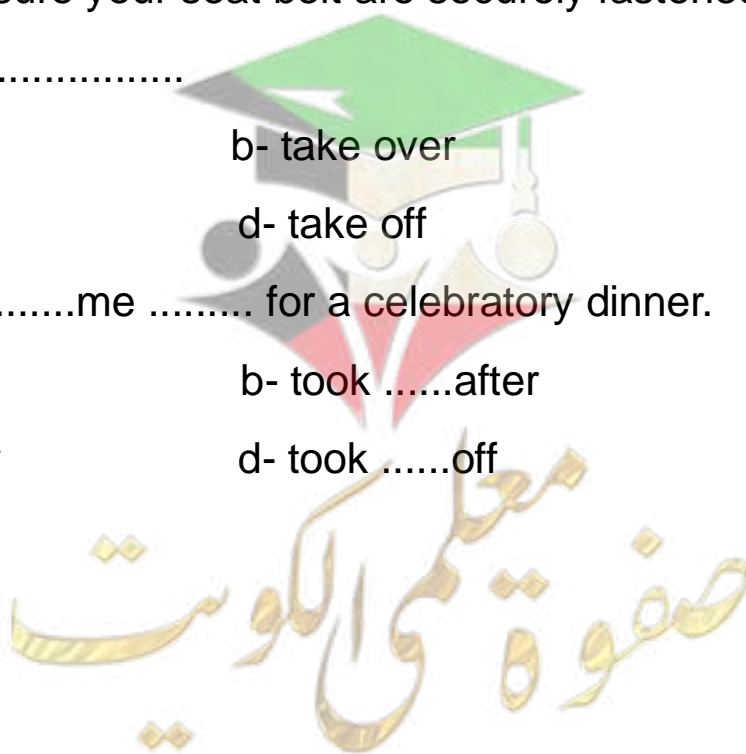 sure your seat belt are securely fastened
................
b- take over
d- take off
.......me ......... for a celebratory dinner.
b- took ......after
d- took ......off
صفوة معلمى الكويت